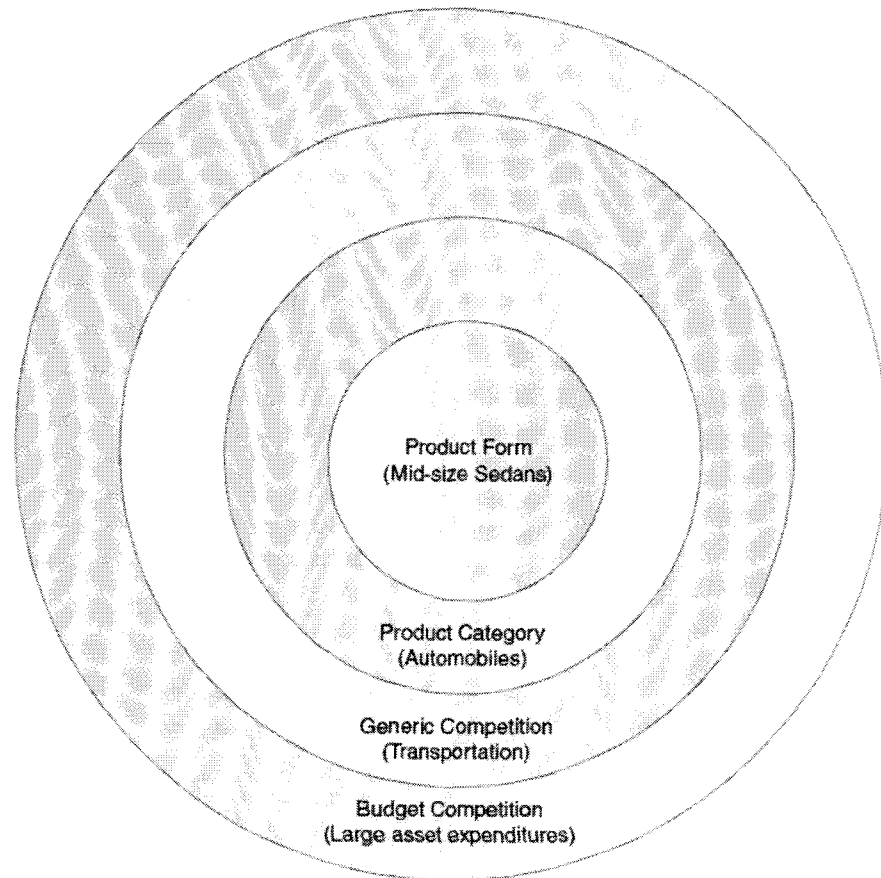 Product Form
(Mid-size Sedans)
Product Category
(Automobiles)
Generic Competition
(Transportation)
Budget Competition
(Large asset expenditures)